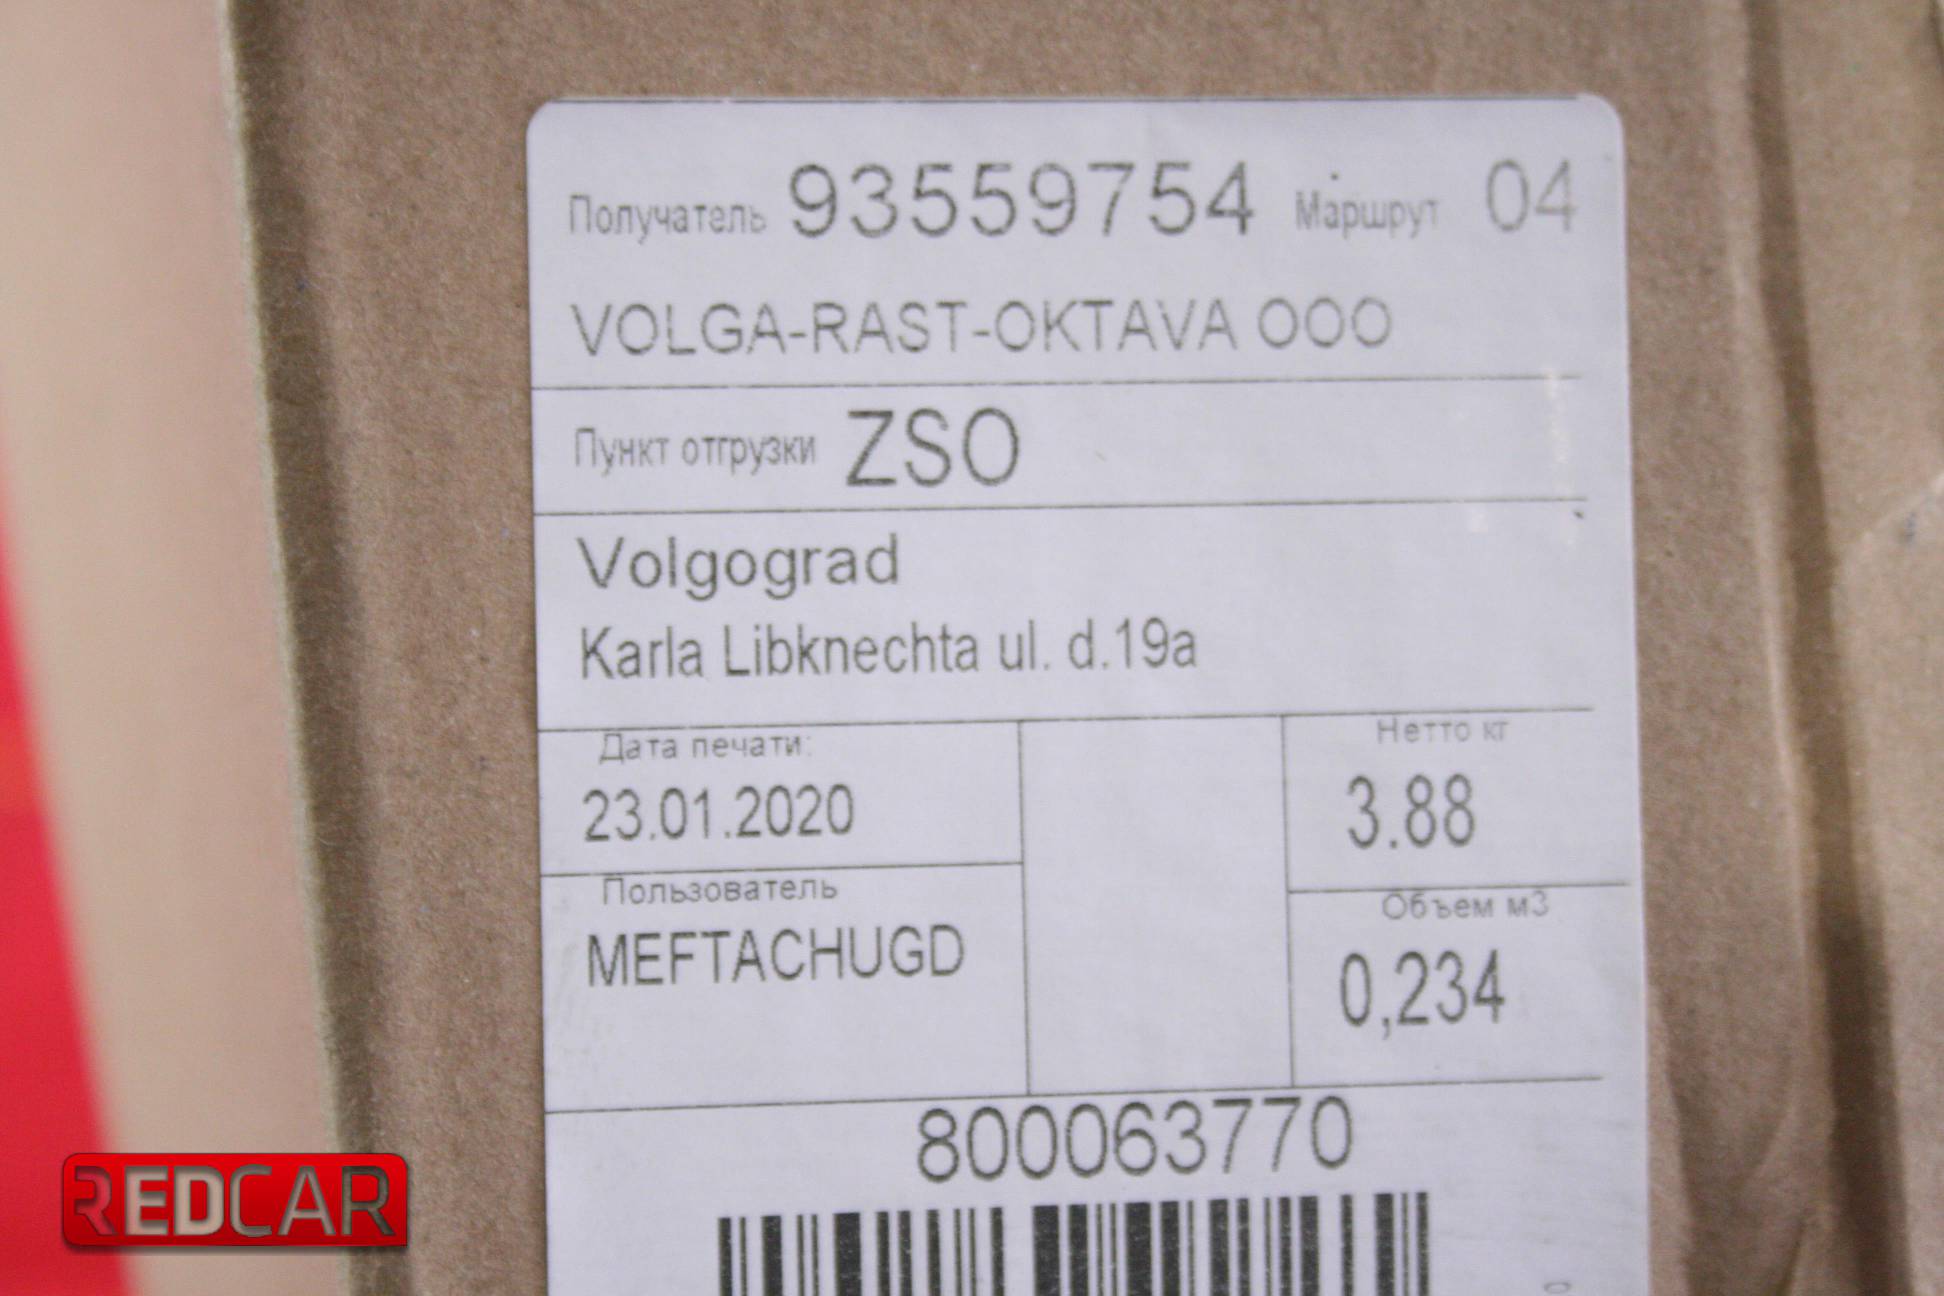 Получатель 93559754 Маршрут 04
VOLGA-RAST-OKTAVA OOO
Пункт отгрузки ZSO
Volgograd
Karla Libknechta ul. d.19a
Дата печати:
23.01.2020
Нетто кг
3.88
Пользователь
MEFTACHUGD
Объем м3
0,234
800063770
REDCAR